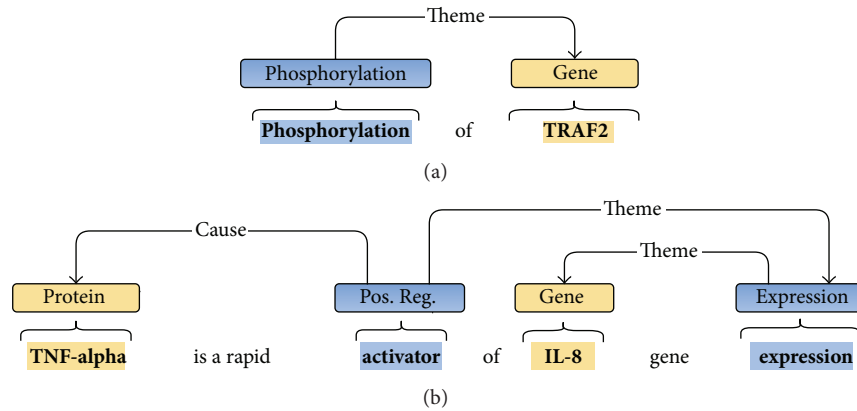 Theme
Phosphorylation Gene
Phosphorylation of TRAF2
(a)
Theme
Cause
Theme
Protein Pos. Reg. Gene Expression
TNF-alpha is a rapid activator of IL-8 gene expression
(b)